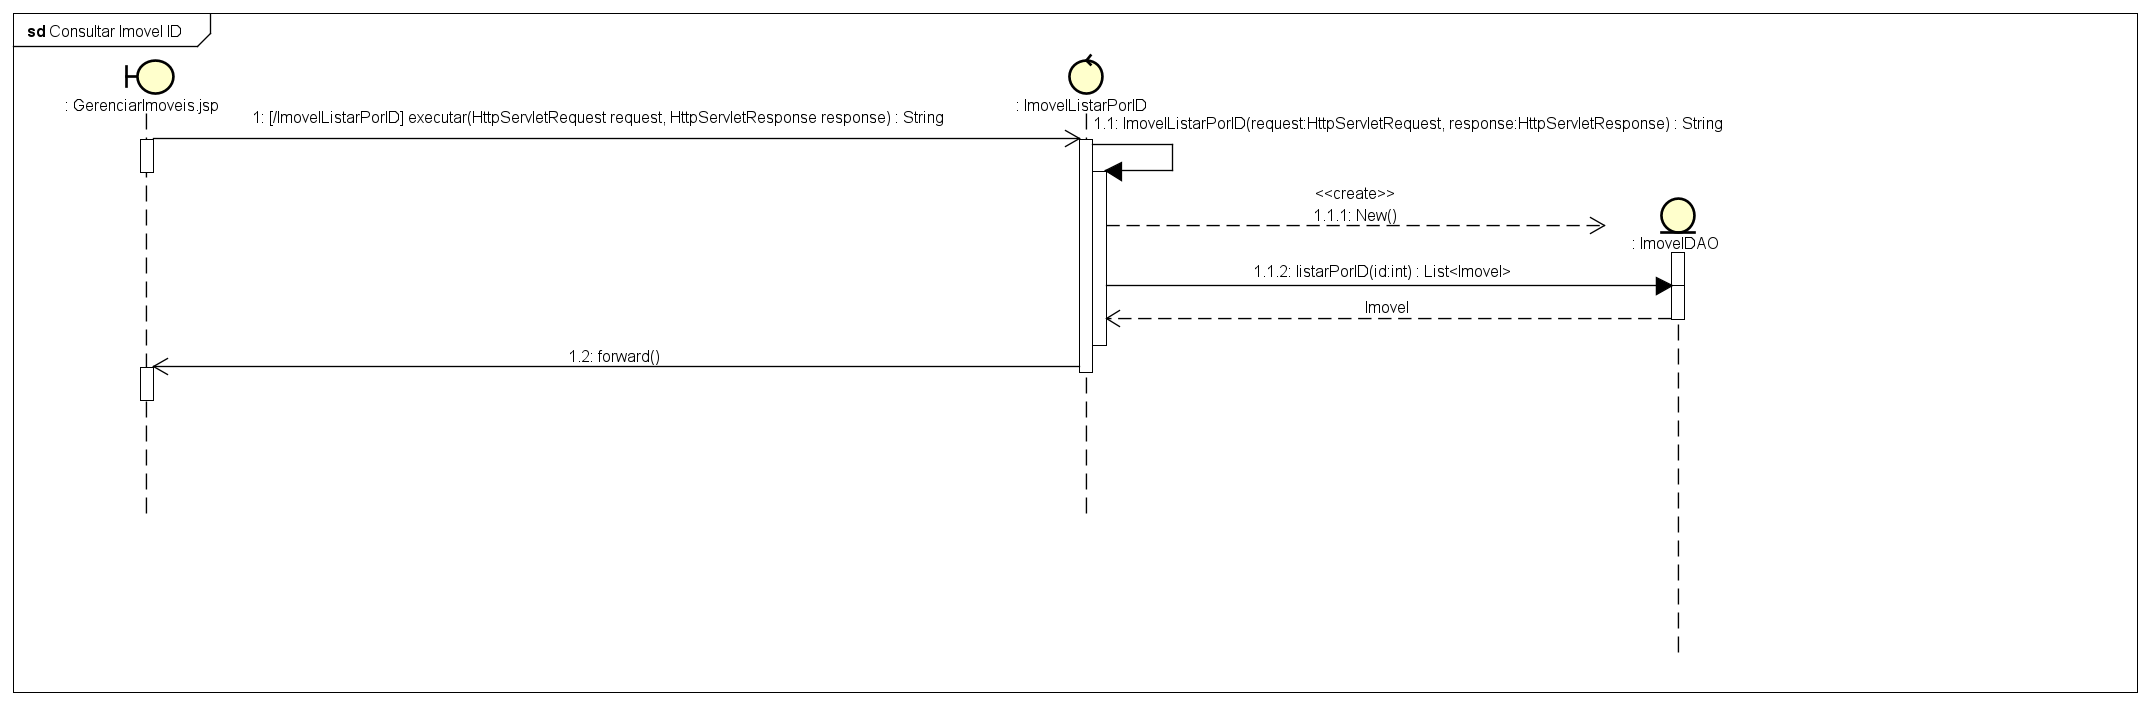 sd Consultar Imovel ID
: GerenciarImoveis.jsp
: ImovelListarPorID
1: [/ImovelListarPorID] executar(HttpServletRequest request, HttpServletResponse response) : String
1.1: ImovelListarPorID(request:HttpServletRequest, response:HttpServletResponse) : String
<<create>>
1.1.1: New()
: ImovelDAO
1.1.2: listarPorID(id:int) : List<Imovel>
Imovel
1.2: forward()